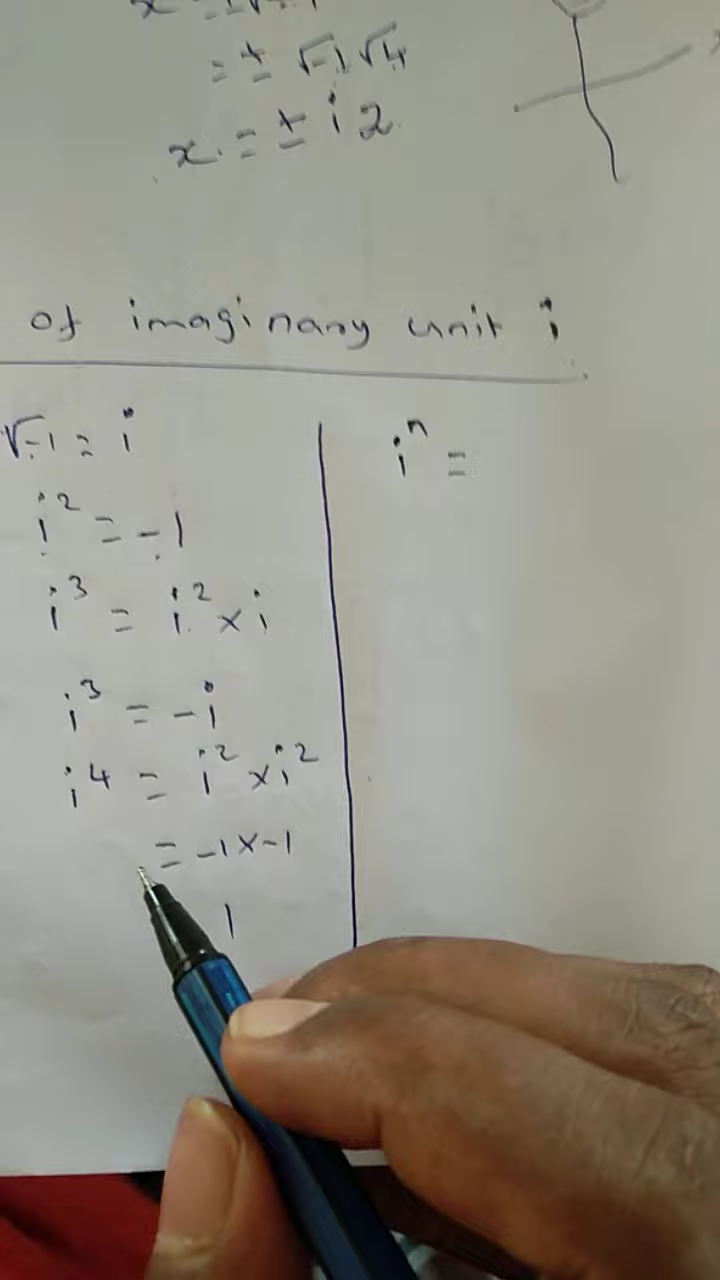 = ± √-1 √4
x = ± i 2
of imaginary unit i
√-1 = i
i² = -1
i³ = i² × i
i³ = -i
i⁴ = i² × i²
= -1 × -1
1
iⁿ =